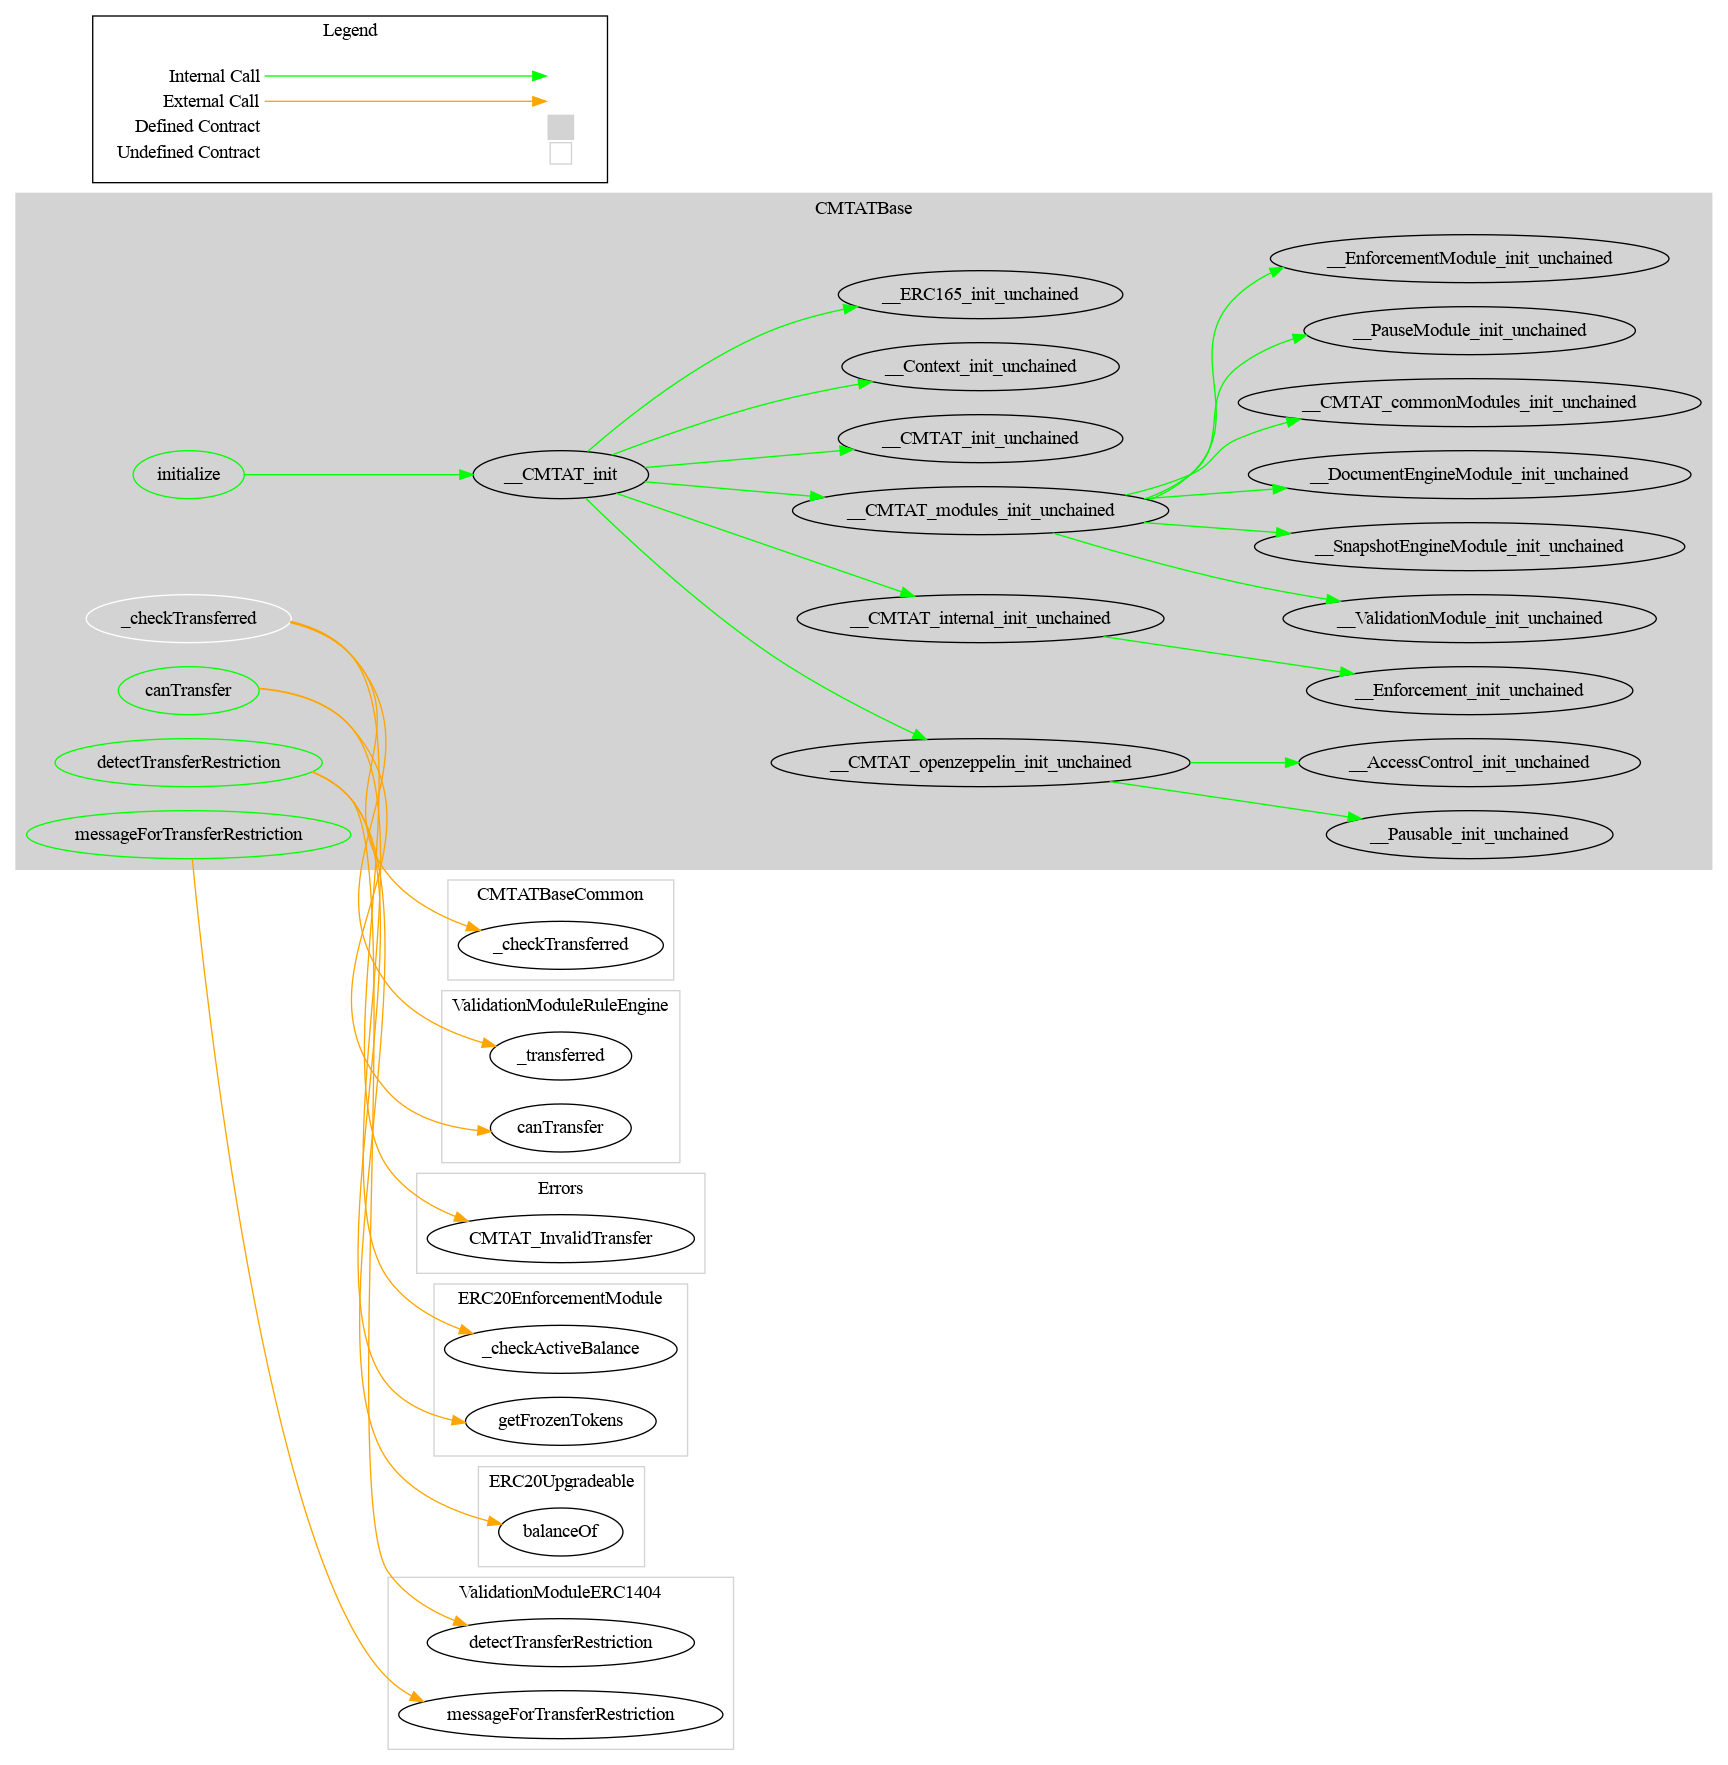 Legend
Internal Call
External Call
Defined Contract
Undefined Contract
CMTATBase
initialize
_checkTransferred
canTransfer
detectTransferRestriction
messageForTransferRestriction
__CMTAT_init
__ERC165_init_unchained
__Context_init_unchained
__CMTAT_init_unchained
__CMTAT_modules_init_unchained
__CMTAT_internal_init_unchained
__CMTAT_openzeppelin_init_unchained
__EnforcementModule_init_unchained
__PauseModule_init_unchained
__CMTAT_commonModules_init_unchained
__DocumentEngineModule_init_unchained
__SnapshotEngineModule_init_unchained
__ValidationModule_init_unchained
__Enforcement_init_unchained
__AccessControl_init_unchained
__Pausable_init_unchained
CMTATBaseCommon
_checkTransferred
ValidationModuleRuleEngine
_transferred
canTransfer
Errors
CMTAT_InvalidTransfer
ERC20EnforcementModule
_checkActiveBalance
getFrozenTokens
ERC20Upgradeable
balanceOf
ValidationModuleERC1404
detectTransferRestriction
messageForTransferRestriction